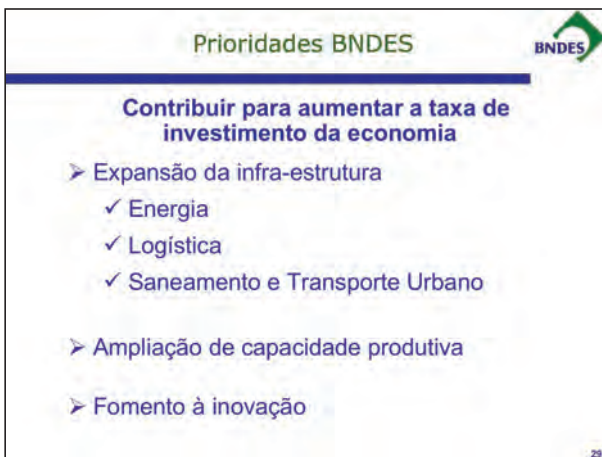 Prioridades BNDES
BNDES
Contribuir para aumentar a taxa de
investimento da economia
➢ Expansão da infra-estrutura
✓ Energia
✓ Logística
✓ Saneamento e Transporte Urbano
➢ Ampliação de capacidade produtiva
➢ Fomento à inovação
29